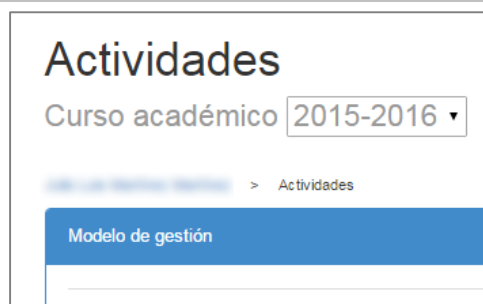 Actividades
Curso académico 2015-2016
> Actividades
Modelo de gestión